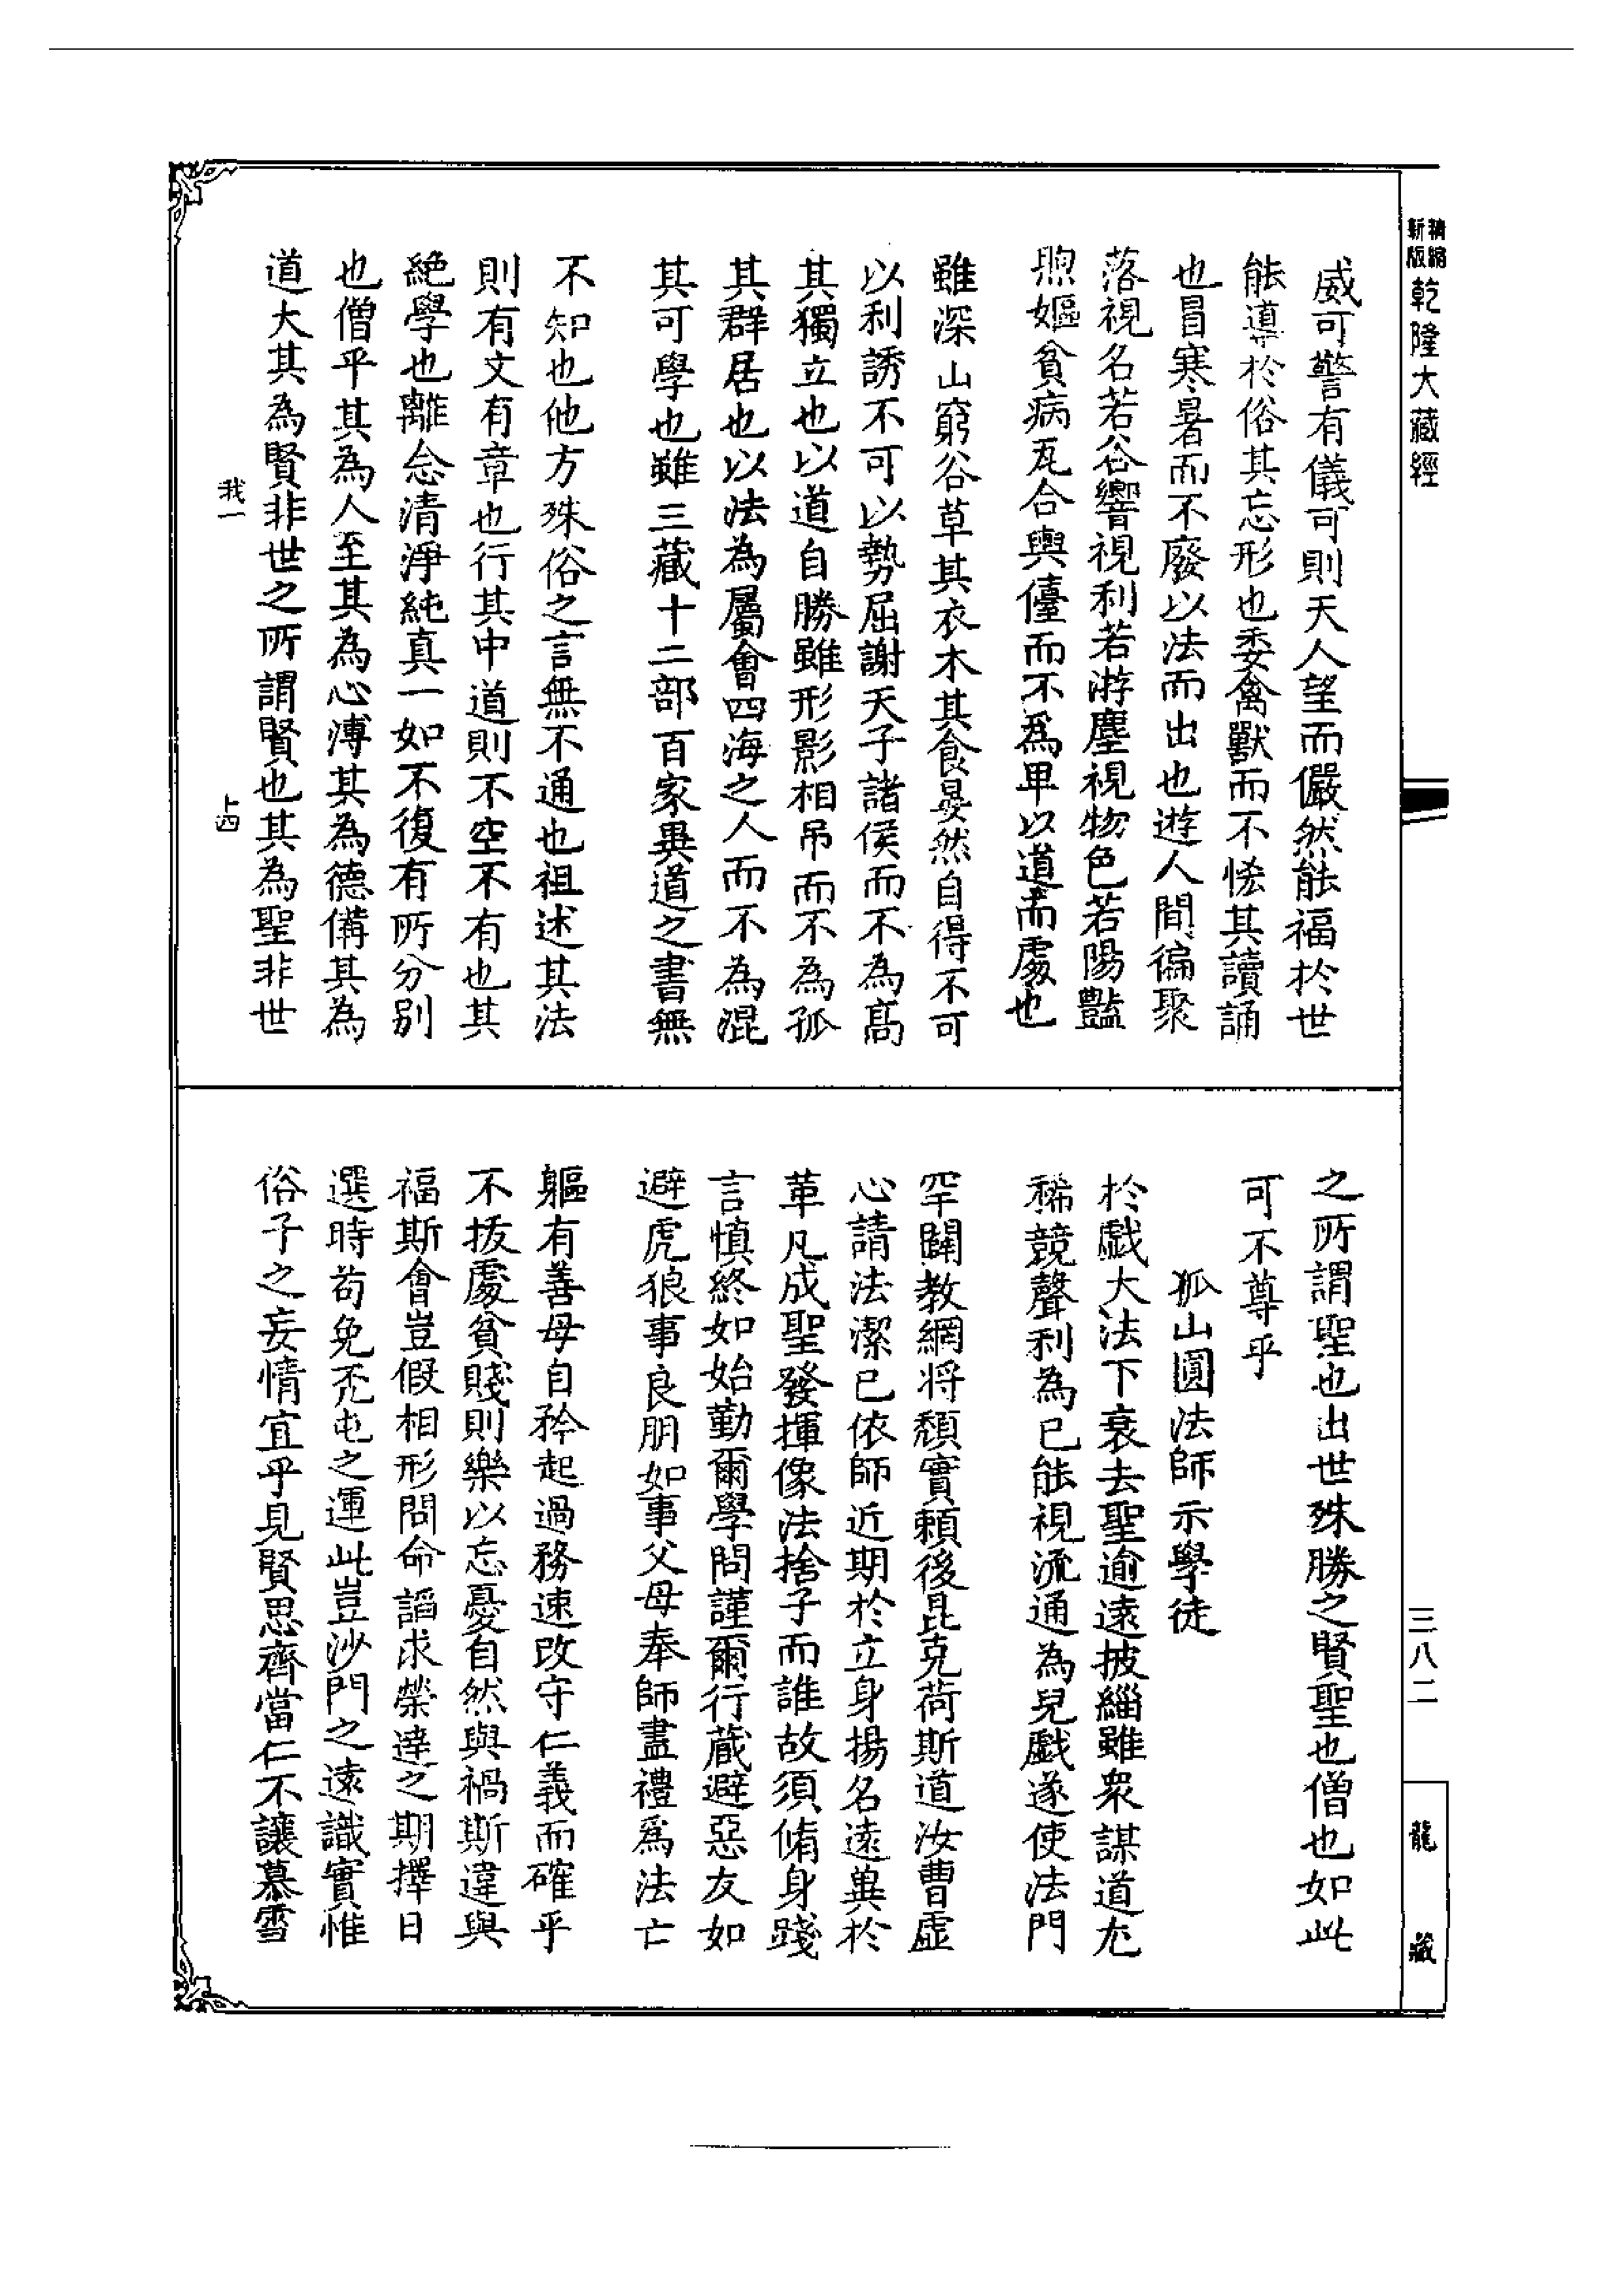 精縮新版乾隆大藏經
三八二
龍藏
威可警有儀可則天人望而儼然能福於世
能導於俗其忘形也委禽獸而不悋其讀誦
也冒寒暑而不廢以法而出也遊人間徧聚
落視名若谷響視利若游塵視物色若陽豔
煦嫗貧病瓦合輿儓而不爲卑以道而處也
雖深山窮谷草其衣木其食晏然自得不可
以利誘不可以勢屈謝天子諸侯而不為髙
其獨立也以道自勝雖形影相吊而不為孤
其群居也以法為屬會四海之人而不為混
其可學也雖三藏十二部百家異道之書無
不知也他方殊俗之言無不通也祖述其法
則有文有章也行其中道則不空不有也其
絕學也離念清淨純真一如不復有所分別
也僧乎其為人至其為心溥其為德備其為
道大其為賢非世之所謂賢也其為聖非世
我一
上四
之所謂聖也出世殊勝之賢聖也僧也如此
可不尊乎
狐山圓法師示學徒
於戲大法下衰去聖逾遠披緇雖衆謀道尢
稀競聲利為已能視流通為兒戲遂使法門
罕闢教網将頹實賴後昆克荷斯道汝曹虛
心請法潔已依師近期於立身揚名遠兾於
革凡成聖發揮像法捨子而誰故須脩身踐
言慎終如始勤爾學問謹爾行蔵避惡友如
避虎狼事良朋如事父母奉師盡禮爲法亡
軀有善毋自矜起過務速改守仁義而確乎
不拔處貧賤則樂以忘憂自然與禍斯違與
福斯會豈假相形問命謟求榮達之期擇日
選時茍免否屯之運此豈沙門之遠識實惟
俗子之妄情宜乎見賢思齊當仁不讓慕雪